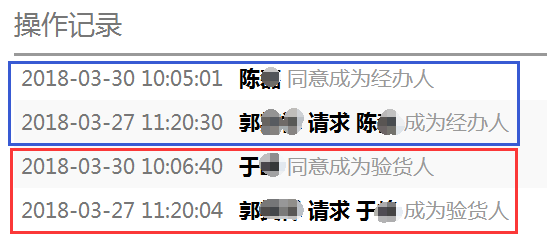 操作记录
2018-03-30 10:05:01 陈 同意成为经办人
2018-03-27 11:20:30 郭 请求 陈 成为经办人
2018-03-30 10:06:40 于 同意成为验货人
2018-03-27 11:20:04 郭 请求 于 成为验货人